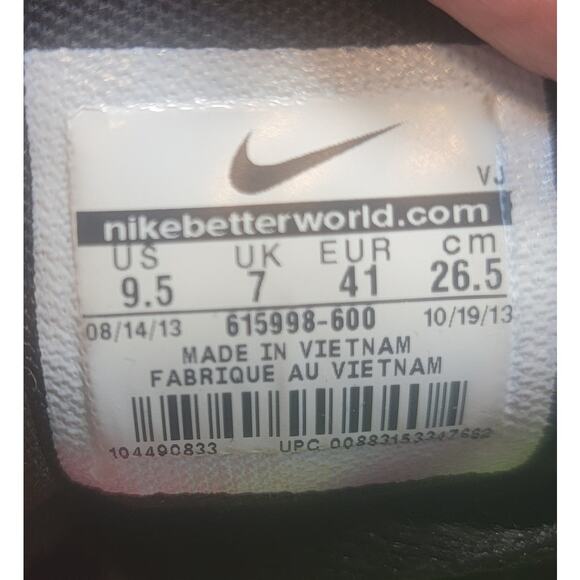 VJ
nikebetterworld.com
US UK EUR cm
9.5 7 41 26.5
08/14/13 615998-600 10/19/13
MADE IN VIETNAM
FABRIQUE AU VIETNAM
104490833 UPC 00883153347662